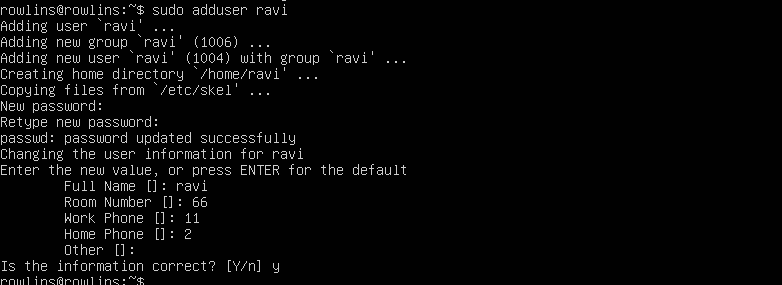 rowlins@rowlins:~$ sudo adduser ravi
Adding user `ravi' ...
Adding new group `ravi' (1006) ...
Adding new user `ravi' (1004) with group `ravi' ...
Creating home directory `/home/ravi' ...
Copying files from `/etc/skel' ...
New password:
Retype new password:
passwd: password updated successfully
Changing the user information for ravi
Enter the new value, or press ENTER for the default
        Full Name []: ravi
        Room Number []: 66
        Work Phone []: 11
        Home Phone []: 2
        Other []:
Is the information correct? [Y/n] y
rowlins@rowlins:~$